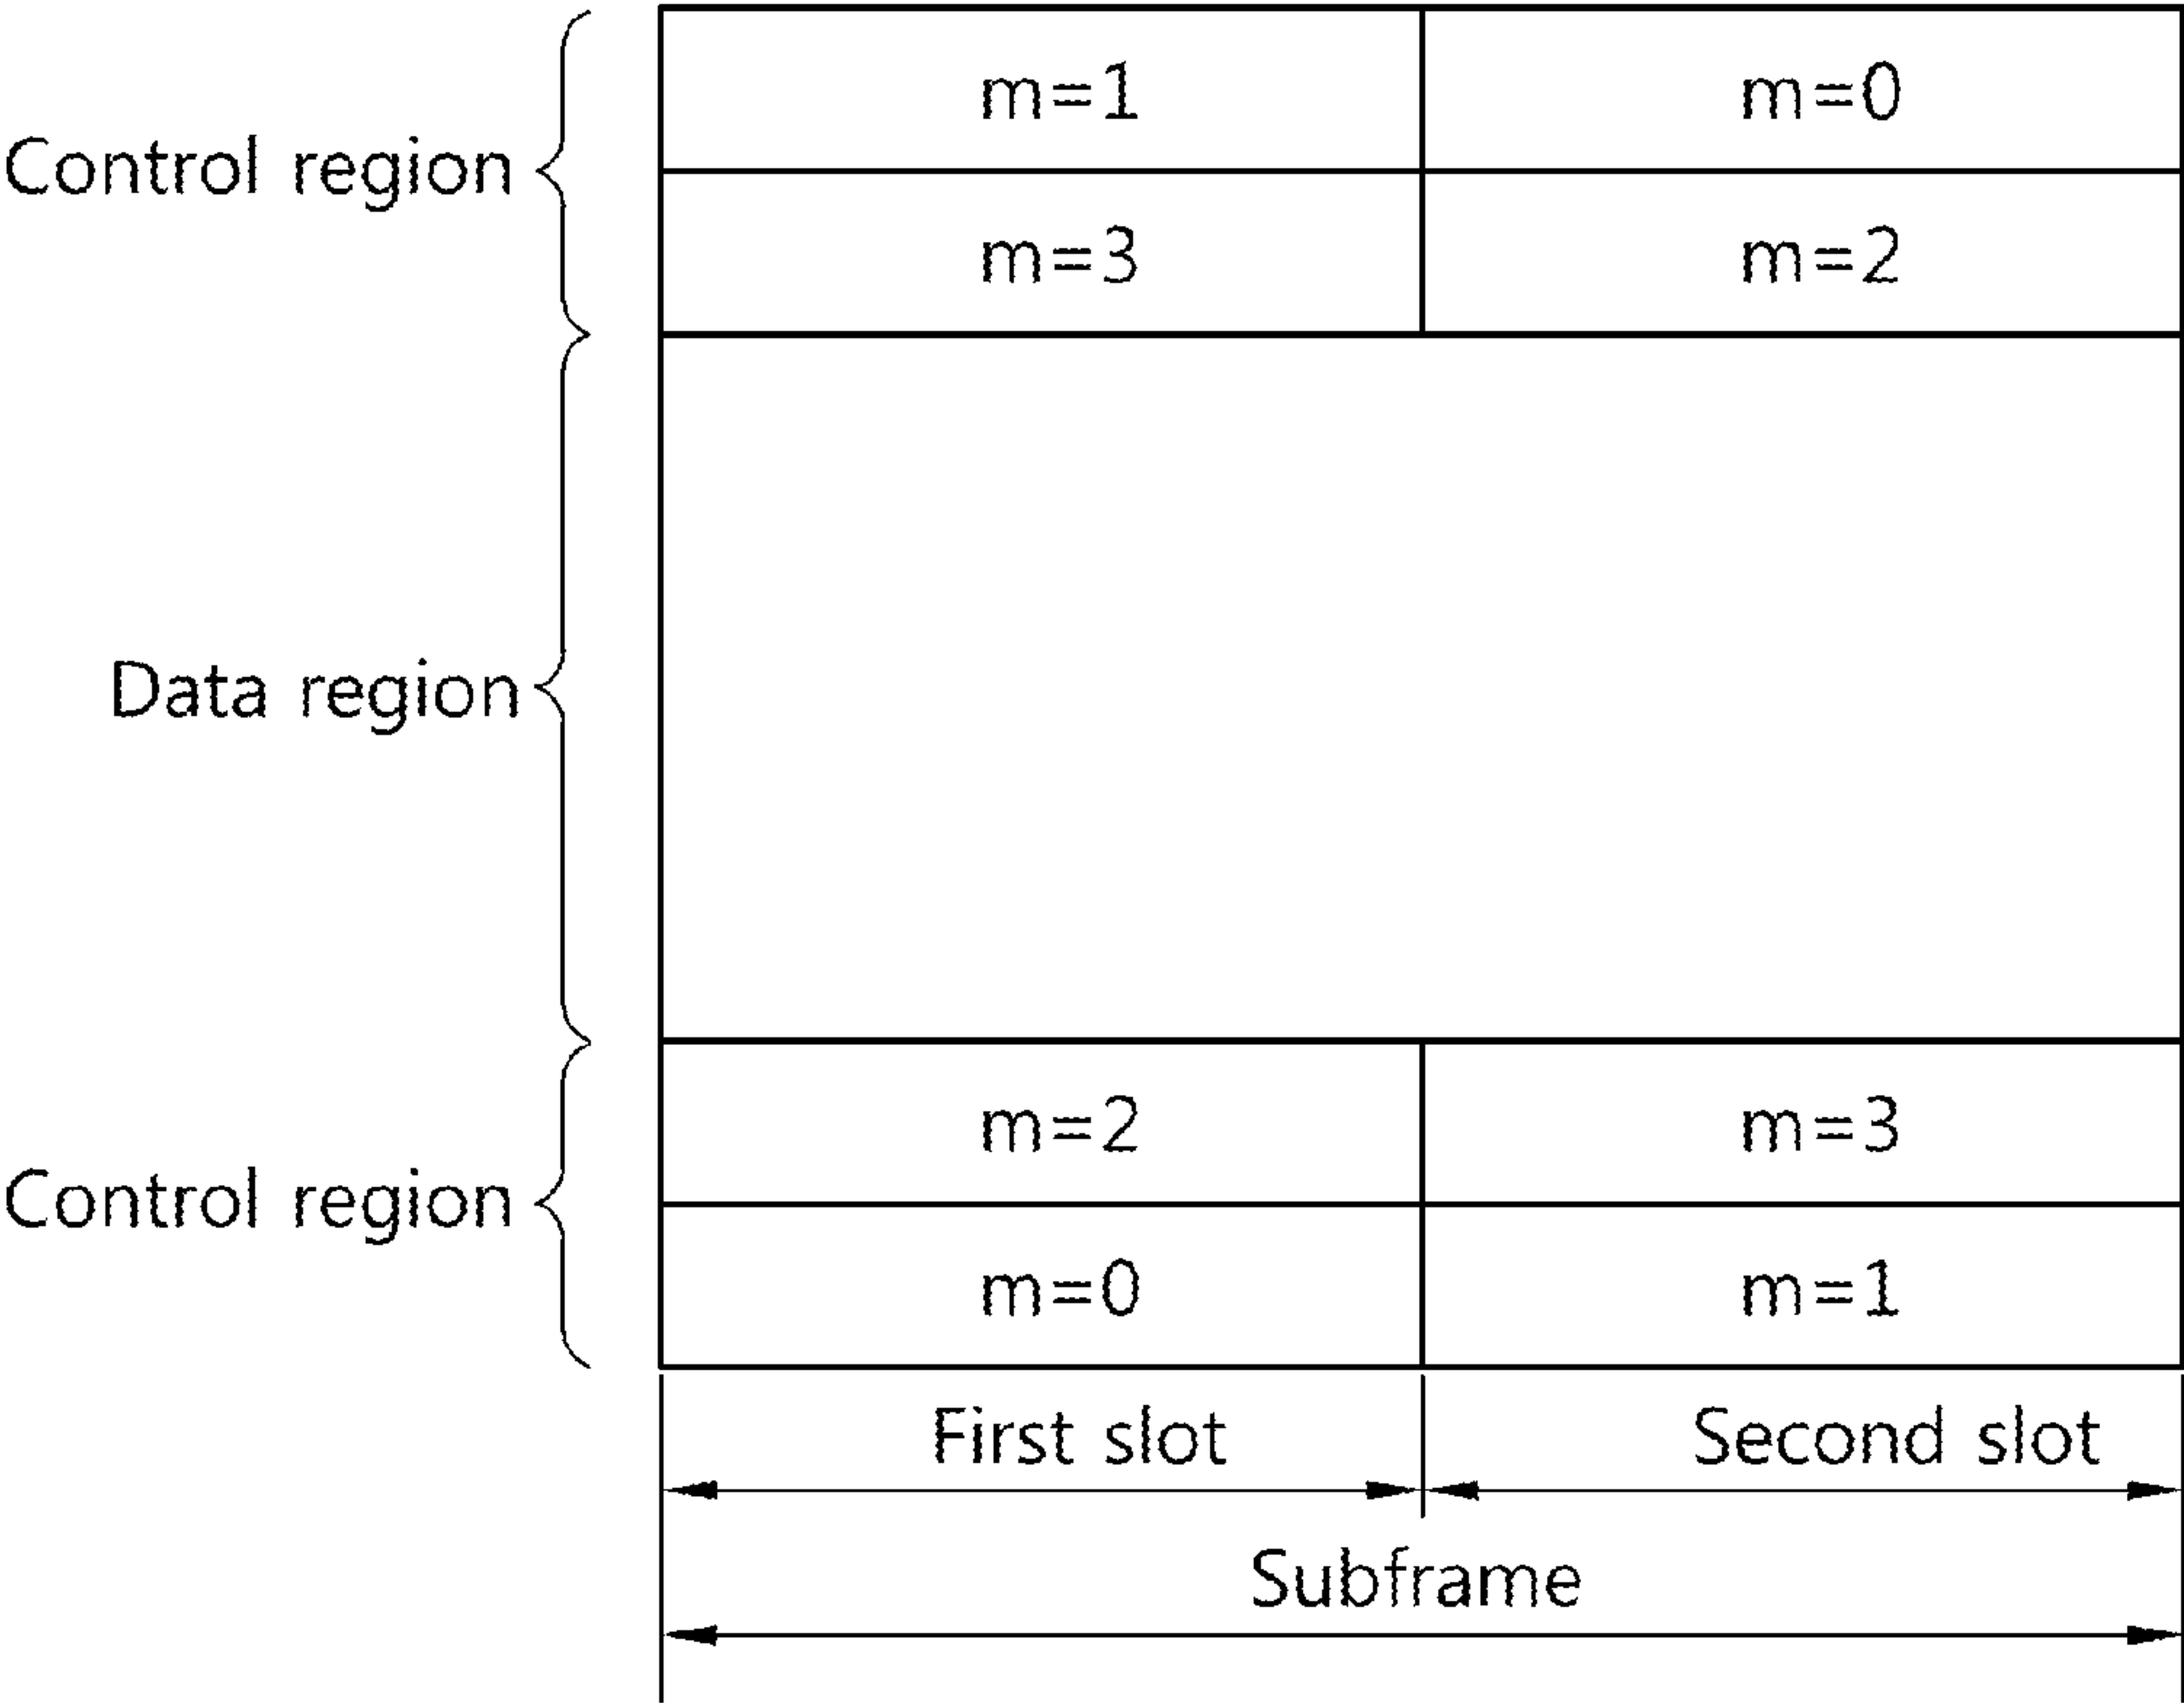 m=1 m=0
Control region
m=3 m=2
Data region
m=2 m=3
Control region
m=0 m=1
First slot Second slot
Subframe